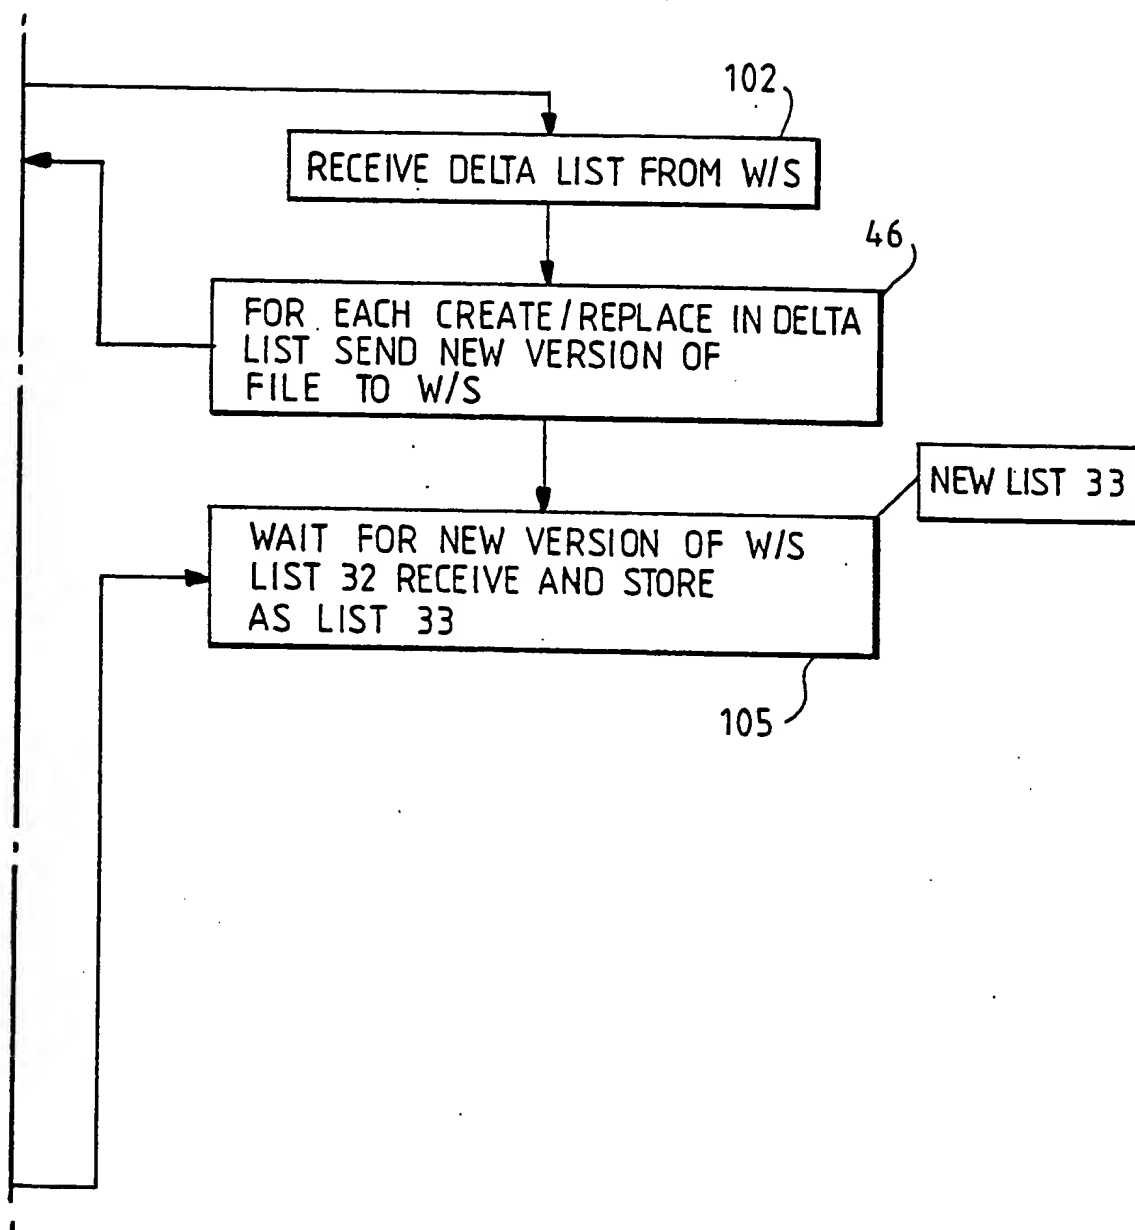 102
RECEIVE DELTA LIST FROM W/S
46
FOR EACH CREATE/REPLACE IN DELTA
LIST SEND NEW VERSION OF
FILE TO W/S
NEW LIST 33
WAIT FOR NEW VERSION OF W/S
LIST 32 RECEIVE AND STORE
AS LIST 33
105